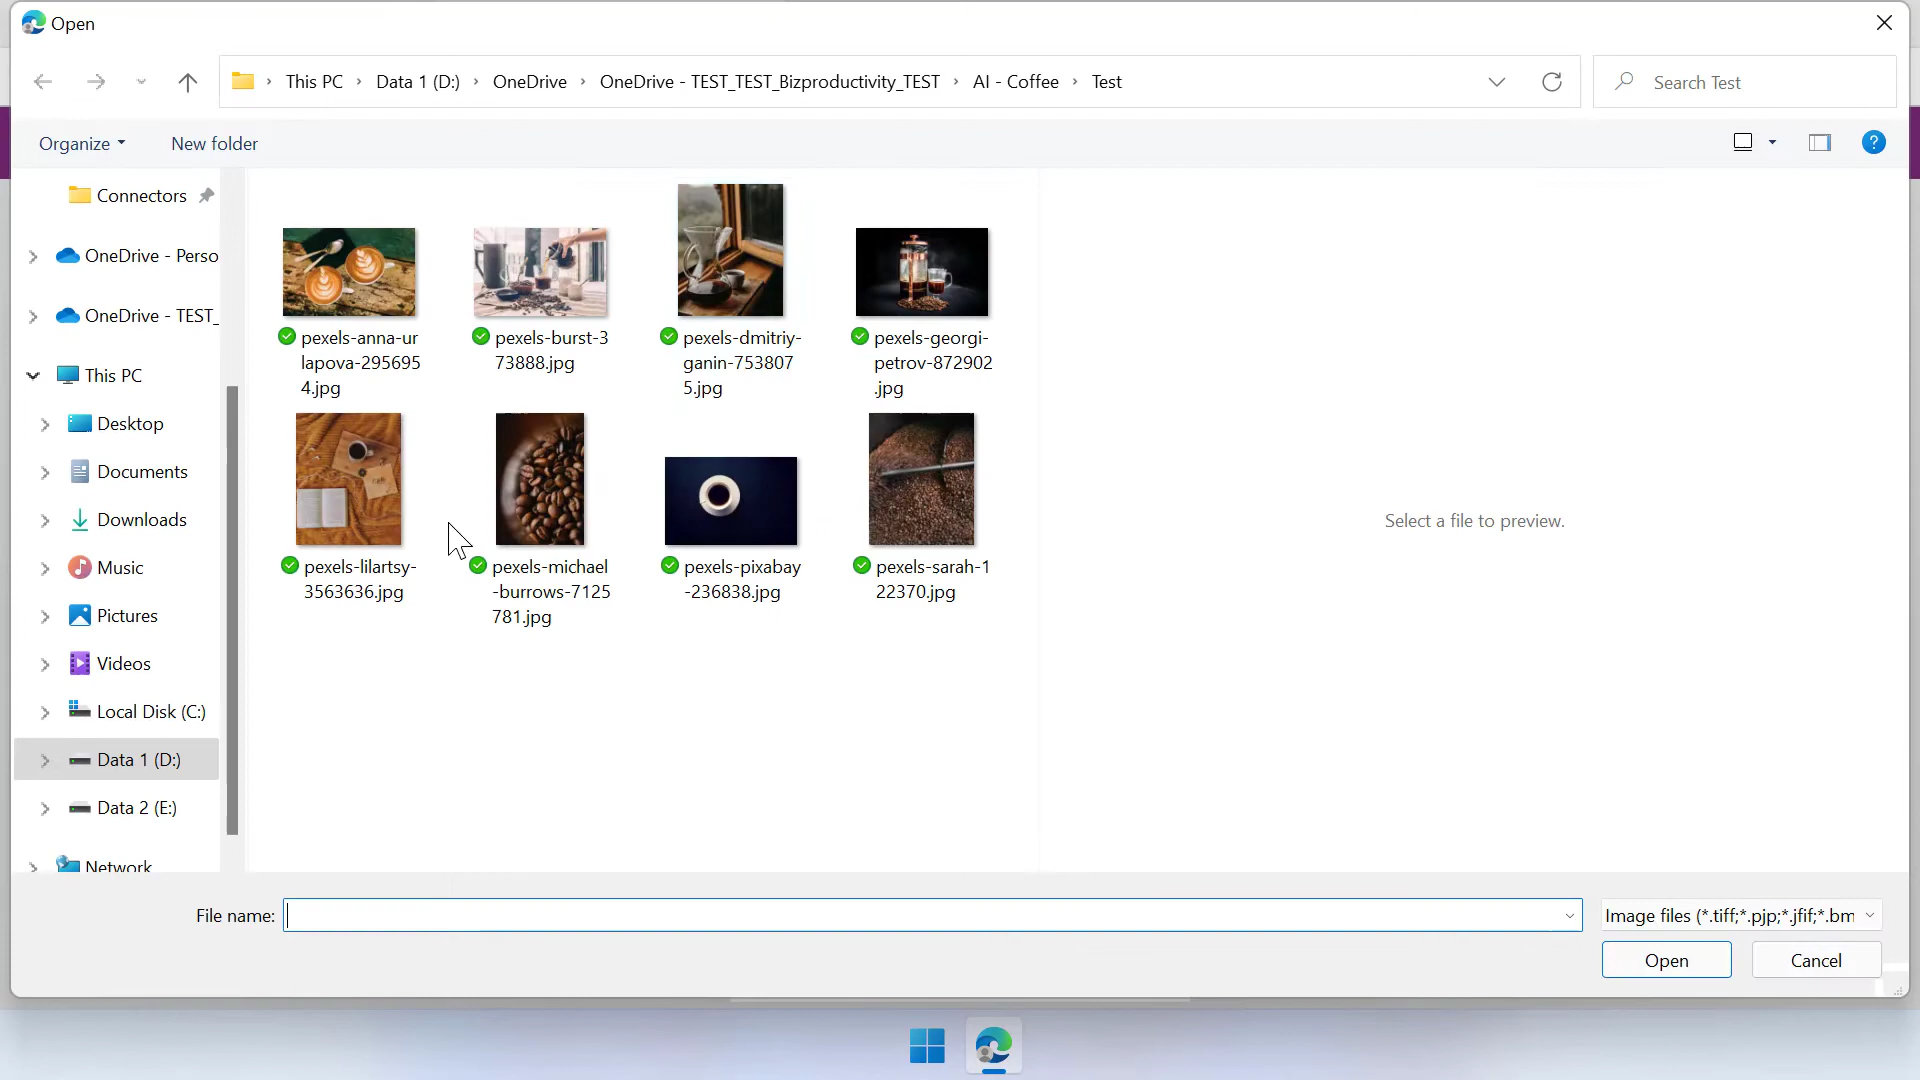 Open
This PC
Data 1 (D:)
OneDrive
OneDrive - TEST_TEST_Bizproductivity_TEST
AI - Coffee
Test
Search Test
Organize
New folder
?
Connectors
OneDrive - Perso
OneDrive - TEST_
This PC
Desktop
Documents
Downloads
Music
Pictures
Videos
Local Disk (C:)
Data 1 (D:)
Data 2 (E:)
Network
pexels-anna-ur
lapova-295695
4.jpg
pexels-burst-3
73888.jpg
pexels-dmitriy-
ganin-753807
5.jpg
pexels-georgi-
petrov-872902
.jpg
pexels-lilartsy-
3563636.jpg
pexels-michael
-burrows-7125
781.jpg
pexels-pixabay
-236838.jpg
pexels-sarah-1
22370.jpg
Select a file to preview.
File name:
Image files (*.tiff;*.pjp;*.jfif;*.bm
Open
Cancel